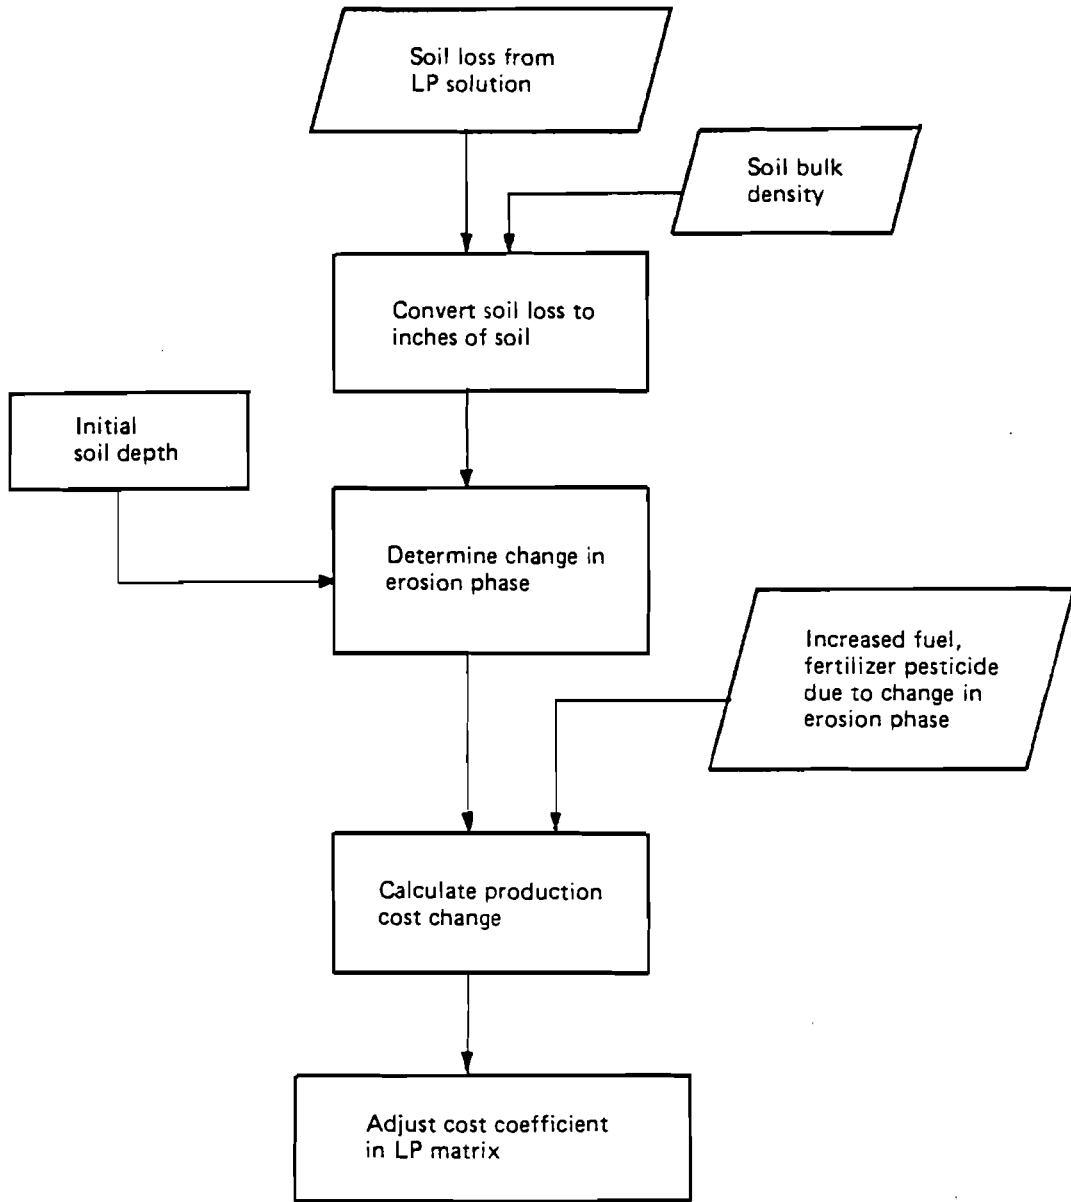 Soil loss from
LP solution
Soil bulk
density
Convert soil loss to
inches of soil
Initial
soil depth
Determine change in
erosion phase
Increased fuel,
fertilizer pesticide
due to change in
erosion phase
Calculate production
cost change
Adjust cost coefficient
in LP matrix